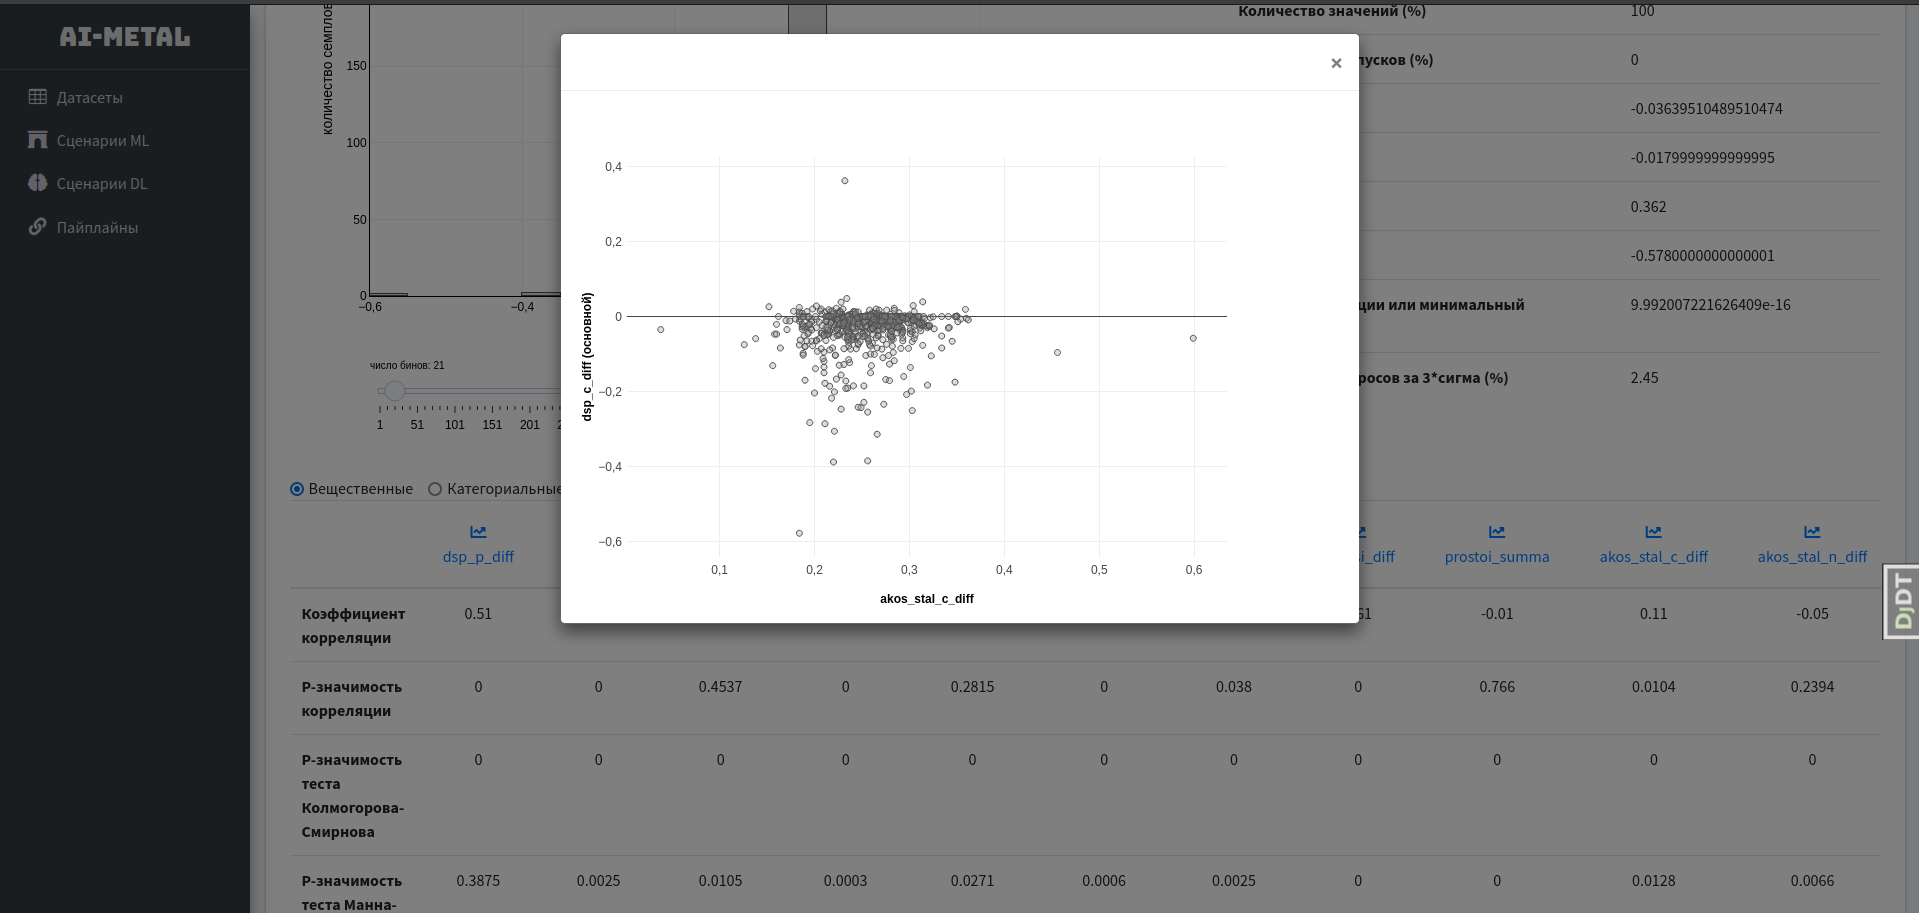 AI-METAL
Датасеты
Сценарии ML
Сценарии DL
Пайплайны
количество семплов
150
100
50
0
−0,6
−0,4
число бинов: 21
1
51
101
151
201
Количество значений (%)
100
пусков (%)
0
-0.03639510489510474
-0.0179999999999995
0.362
-0.5780000000000001
ции или минимальный
9.992007221626409e-16
росов за 3*сигма (%)
2.45
×
0,4
0,2
0
−0,2
−0,4
−0,6
dsp_c_diff (основной)
0,1
0,2
0,3
0,4
0,5
0,6
akos_stal_c_diff
Вещественные
Категориальные
dsp_p_diff
si_diff
prostoi_summa
akos_stal_c_diff
akos_stal_n_diff
Коэффициент
корреляции
0.51
61
-0.01
0.11
-0.05
P-значимость
корреляции
0
0
0.4537
0
0.2815
0
0.038
0
0.766
0.0104
0.2394
P-значимость
теста
Колмогорова-
Смирнова
0
0
0
0
0
0
0
0
0
0
0
P-значимость
теста Манна-
0.3875
0.0025
0.0105
0.0003
0.0271
0.0006
0.0025
0
0
0.0128
0.0066
DjDT